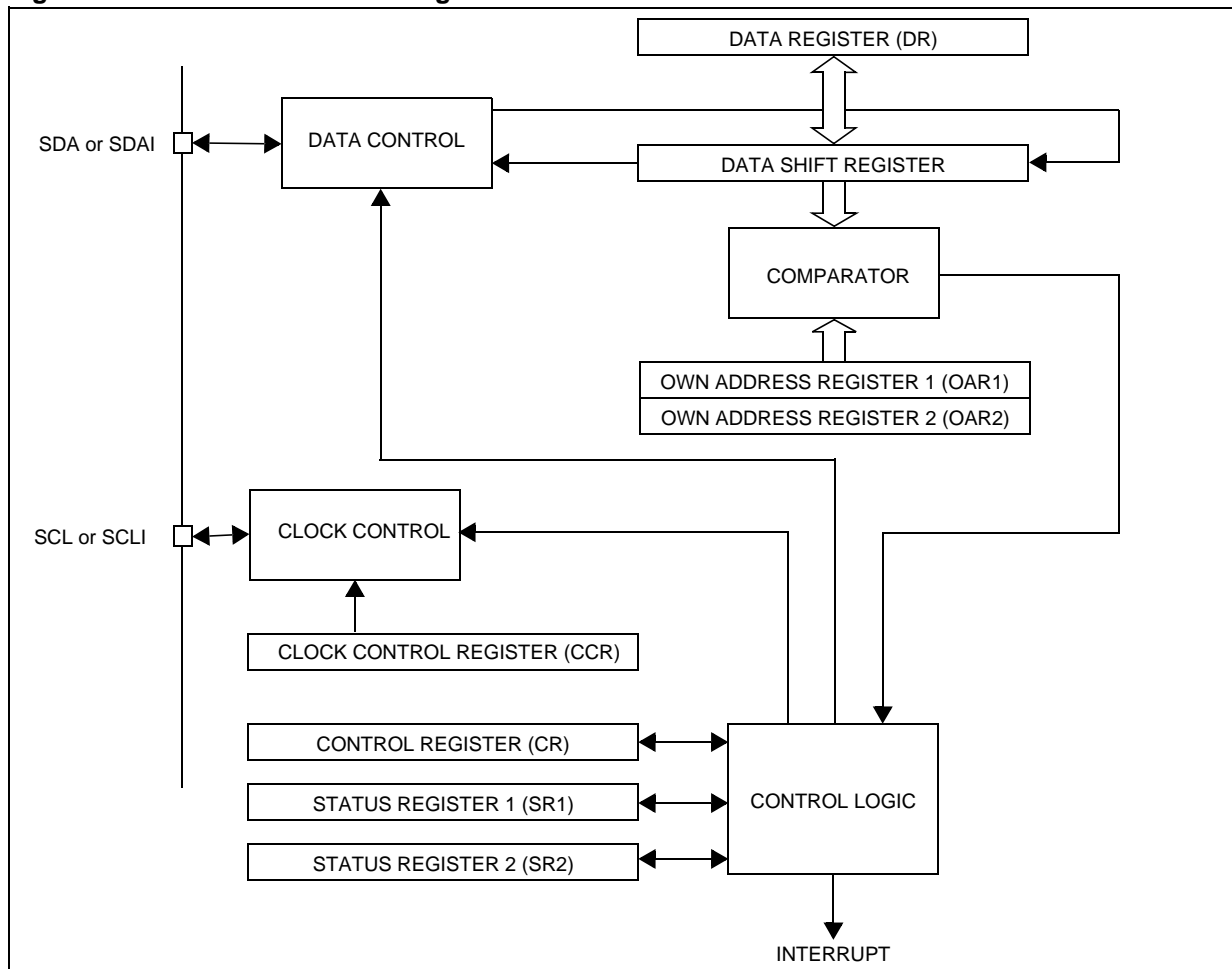 DATA REGISTER (DR)
SDA or SDAI
DATA CONTROL
DATA SHIFT REGISTER
COMPARATOR
OWN ADDRESS REGISTER 1 (OAR1)
OWN ADDRESS REGISTER 2 (OAR2)
SCL or SCLI
CLOCK CONTROL
CLOCK CONTROL REGISTER (CCR)
CONTROL REGISTER (CR)
STATUS REGISTER 1 (SR1)
CONTROL LOGIC
STATUS REGISTER 2 (SR2)
INTERRUPT